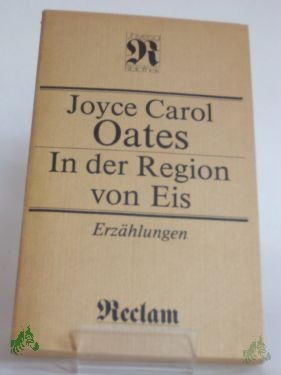 Universal
R
Bibliothek
Joyce Carol
Oates
In der Region
von Eis
Erzählungen
Reclam